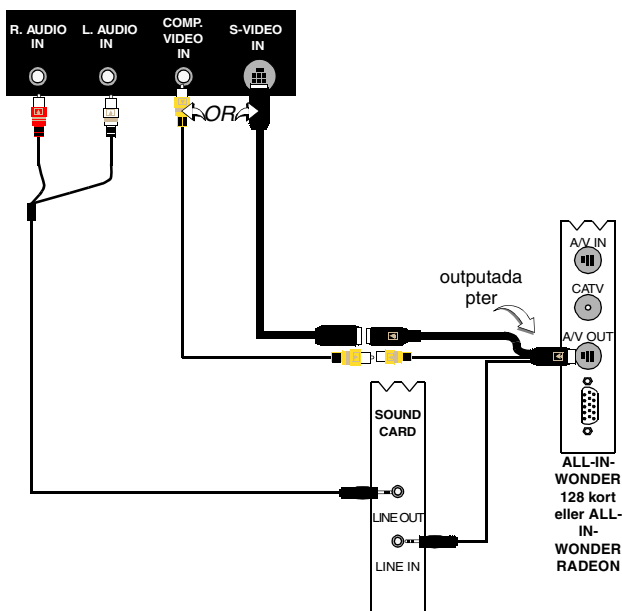 R. AUDIO IN
L. AUDIO IN
COMP. VIDEO IN
S-VIDEO IN
OR
outputada
pter
A/V IN
CATV
A/V OUT
SOUND
CARD
LINE OUT
LINE IN
ALL-IN-
WONDER
128 kort
eller ALL-
IN-
WONDER
RADEON